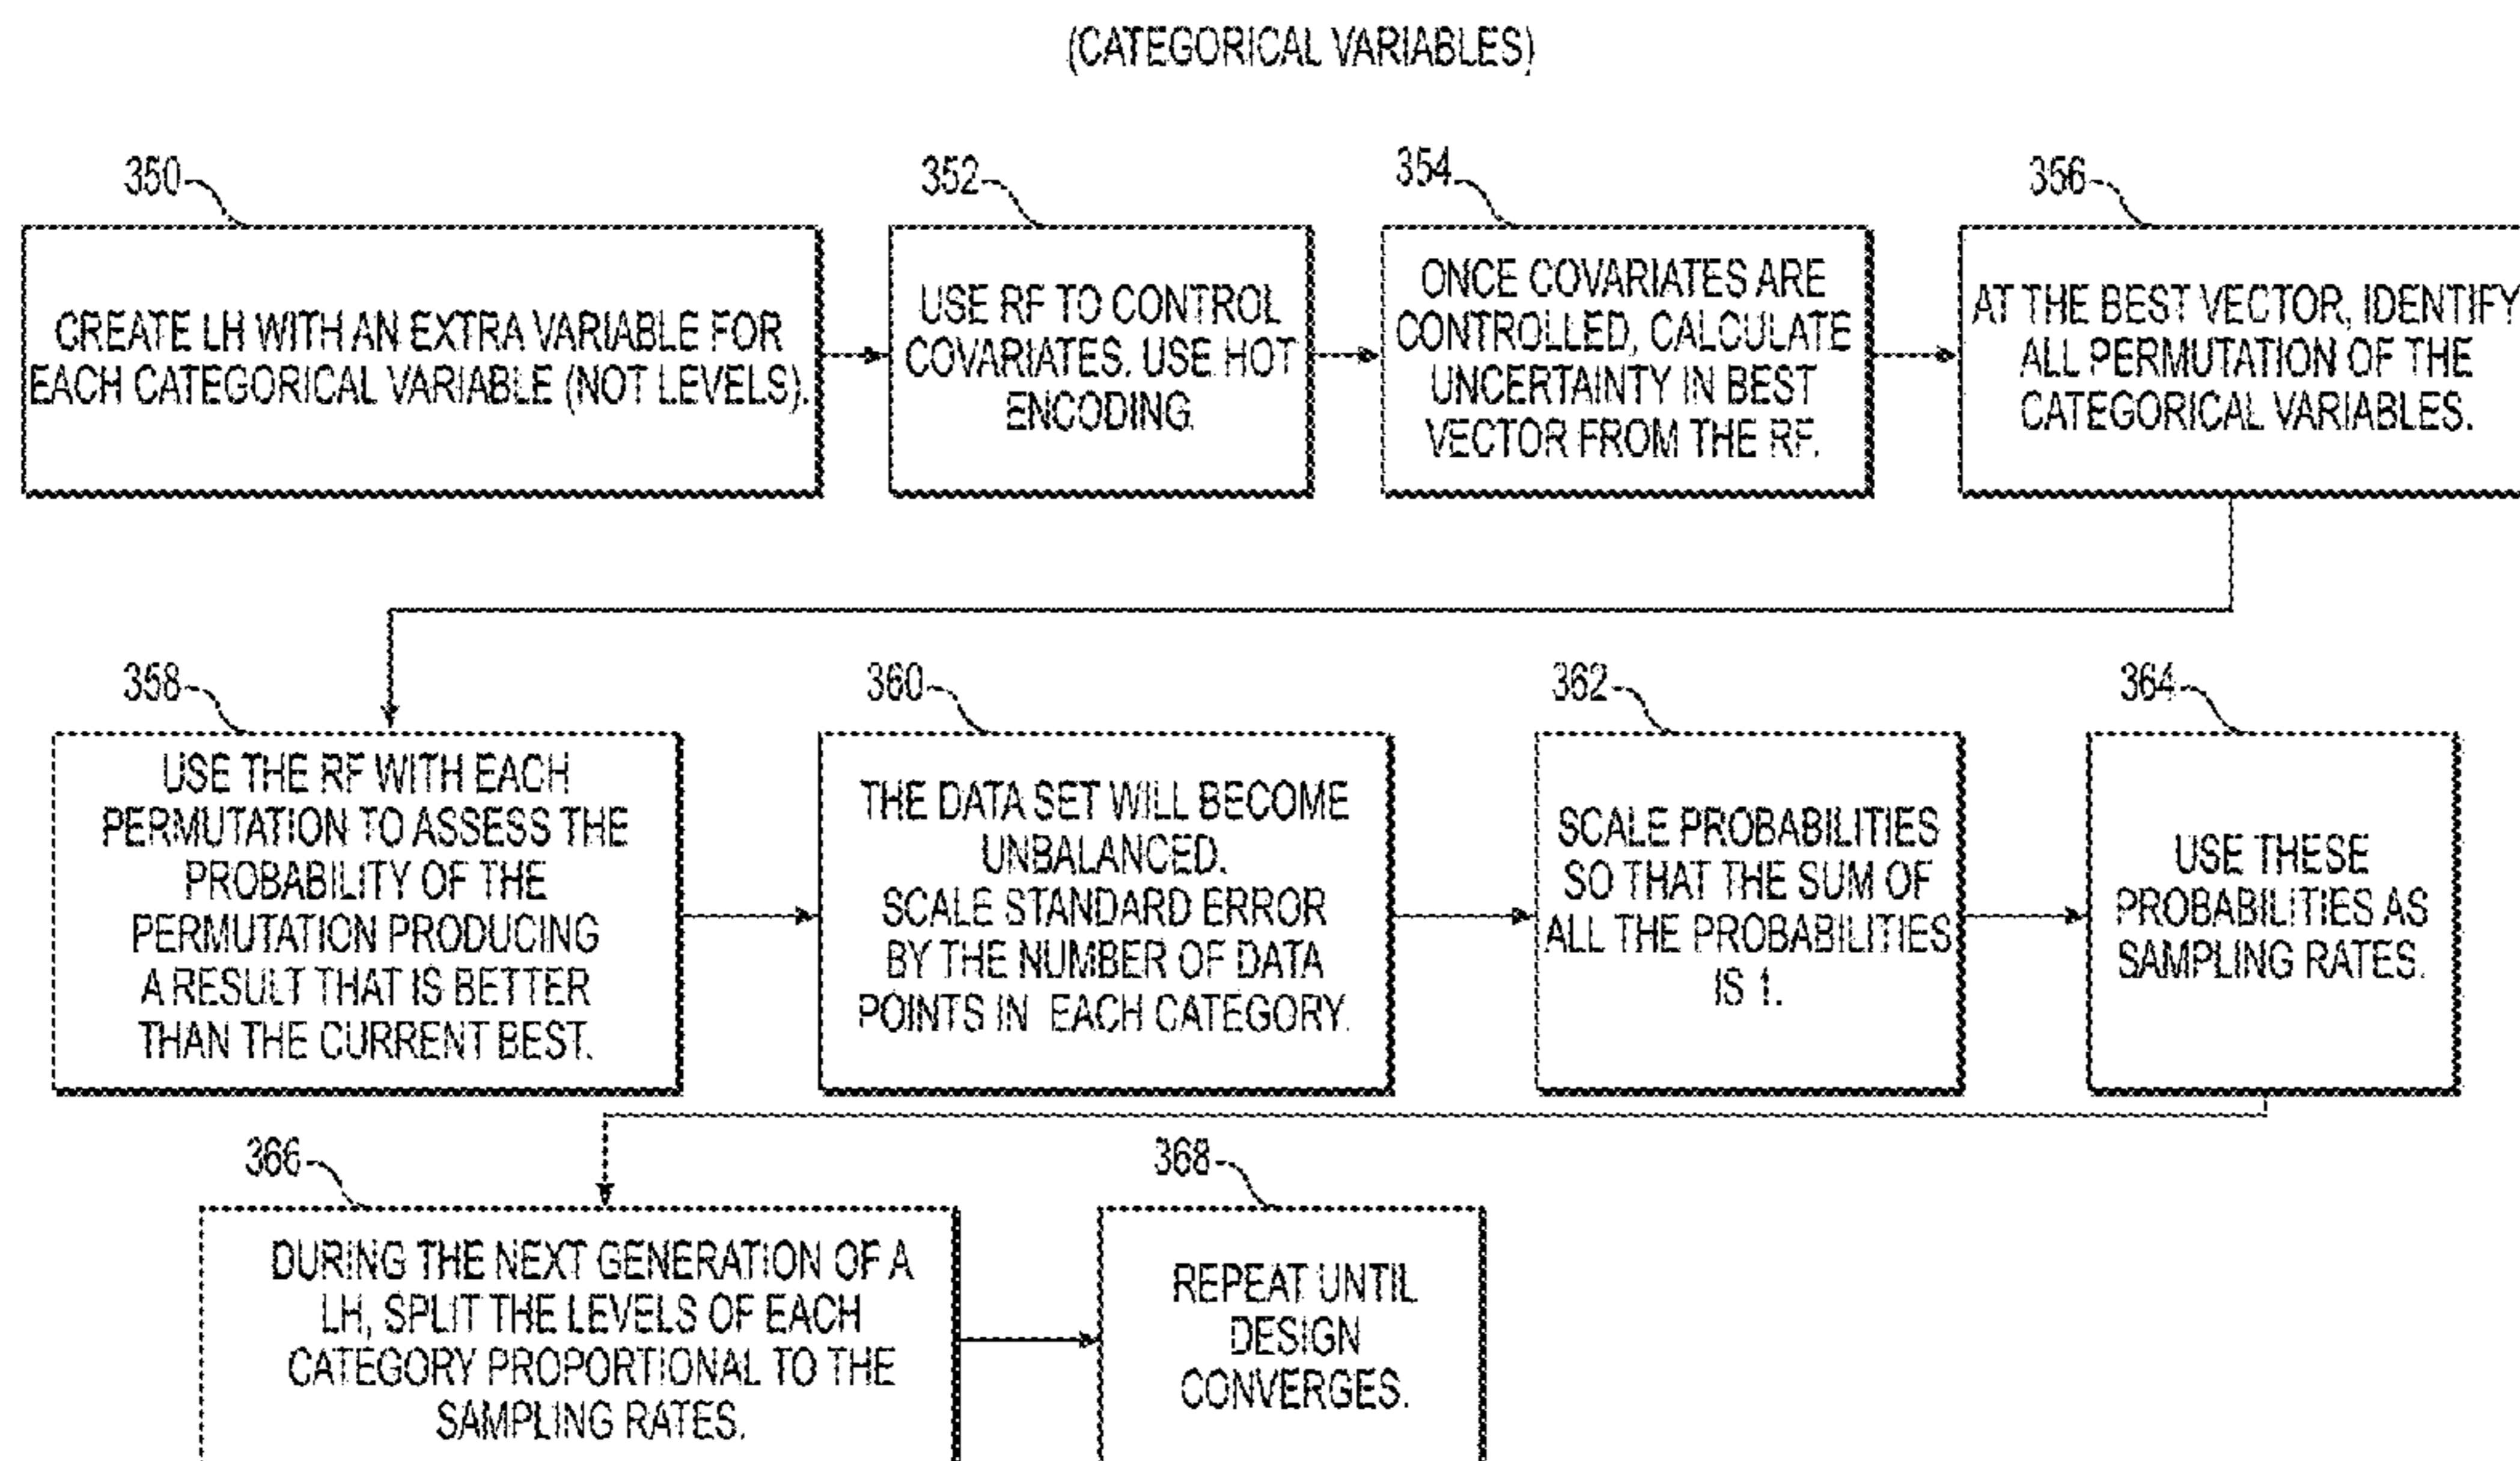 (CATEGORICAL VARIABLES)
350
CREATE LH WITH AN EXTRA VARIABLE FOR
EACH CATEGORICAL VARIABLE (NOT LEVELS).
352
USE RF TO CONTROL
COVARIATES. USE HOT
ENCODING.
354
ONCE COVARIATES ARE
CONTROLLED, CALCULATE
UNCERTAINTY IN BEST
VECTOR FROM THE RF.
356
AT THE BEST VECTOR, IDENTIFY
ALL PERMUTATION OF THE
CATEGORICAL VARIABLES.
358
USE THE RF WITH EACH
PERMUTATION TO ASSESS THE
PROBABILITY OF THE
PERMUTATION PRODUCING
A RESULT THAT IS BETTER
THAN THE CURRENT BEST.
360
THE DATA SET WILL BECOME
UNBALANCED.
SCALE STANDARD ERROR
BY THE NUMBER OF DATA
POINTS IN EACH CATEGORY.
362
SCALE PROBABILITIES
SO THAT THE SUM OF
ALL THE PROBABILITIES
IS 1.
364
USE THESE
PROBABILITIES AS
SAMPLING RATES.
366
DURING THE NEXT GENERATION OF A
LH, SPLIT THE LEVELS OF EACH
CATEGORY PROPORTIONAL TO THE
SAMPLING RATES.
368
REPEAT UNTIL
DESIGN
CONVERGES.